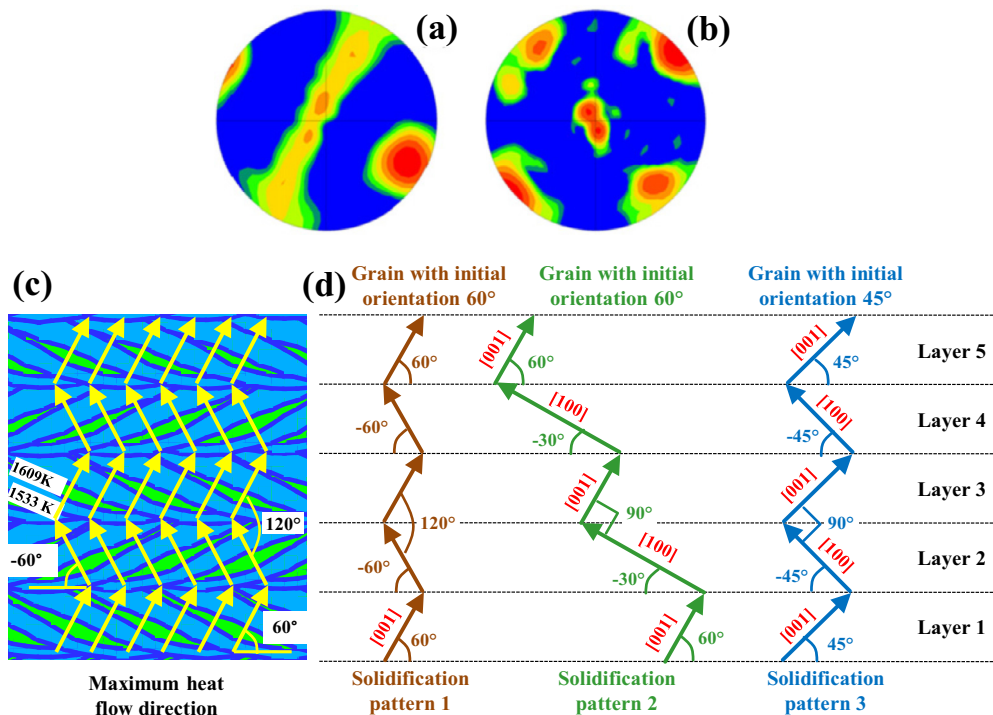 (a)
(b)
(c)
1609K
1533 K
-60°
120°
60°
Maximum heat
flow direction
(d)
Grain with initial
orientation 60°
Grain with initial
orientation 60°
Grain with initial
orientation 45°
60°
[001]
60°
[001]
45°
Layer 5
-60°
[100]
-30°
[100]
-45°
Layer 4
120°
[001]
90°
[001]
90°
Layer 3
-60°
[100]
-30°
[100]
-45°
Layer 2
[001]
60°
[001]
60°
[001]
45°
Layer 1
Solidification
pattern 1
Solidification
pattern 2
Solidification
pattern 3